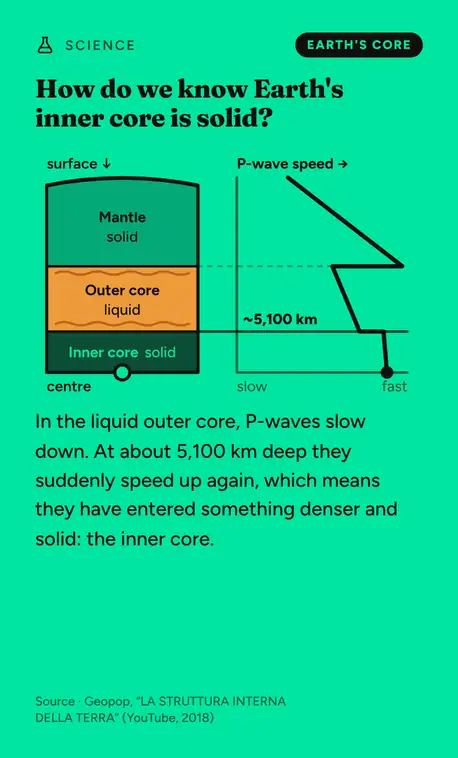 SCIENCE
EARTH'S CORE
How do we know Earth's
inner core is solid?
surface ↓
P-wave speed →
Mantle
solid
Outer core
liquid
~5,100 km
Inner core solid
centre
slow
fast
In the liquid outer core, P-waves slow
down. At about 5,100 km deep they
suddenly speed up again, which means
they have entered something denser and
solid: the inner core.
Source · Geopop, “LA STRUTTURA INTERNA
DELLA TERRA” (YouTube, 2018)